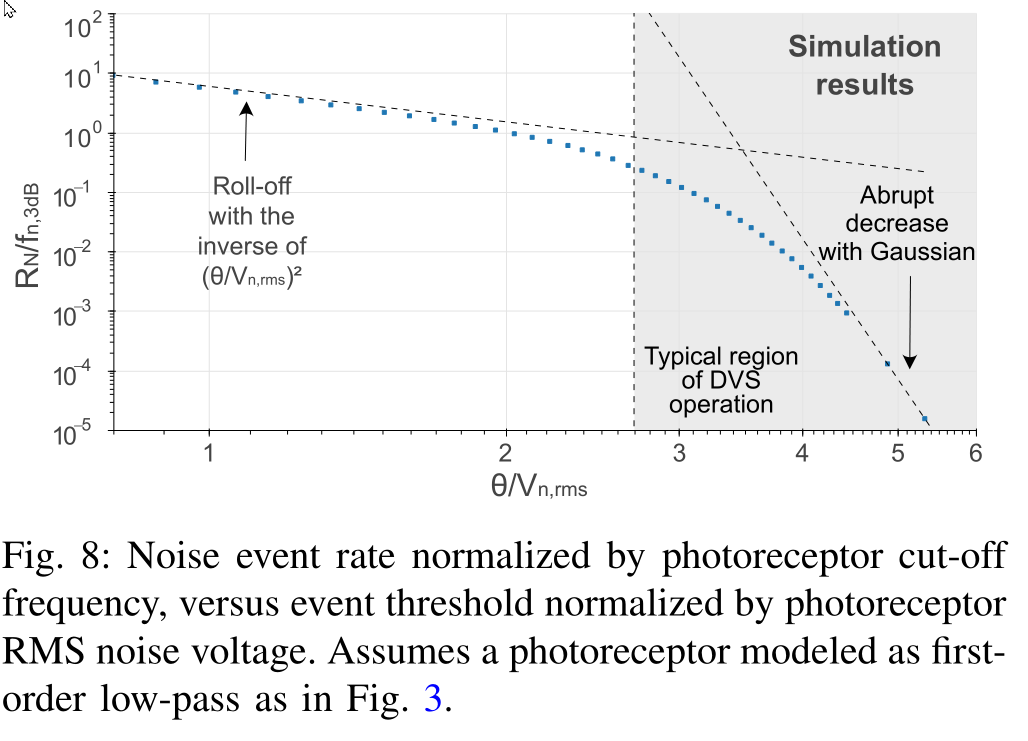 10²
10¹
10⁰
10⁻¹
10⁻²
10⁻³
10⁻⁴
10⁻⁵
RN/fn,3dB
Simulation
results
Roll-off
with the
inverse of
(θ/Vn,rms)²
Abrupt
decrease
with Gaussian
Typical region
of DVS
operation
1 2 3 4 5 6
θ/Vn,rms
Fig. 8: Noise event rate normalized by photoreceptor cut-off
frequency, versus event threshold normalized by photoreceptor
RMS noise voltage. Assumes a photoreceptor modeled as first-
order low-pass as in Fig. 3.